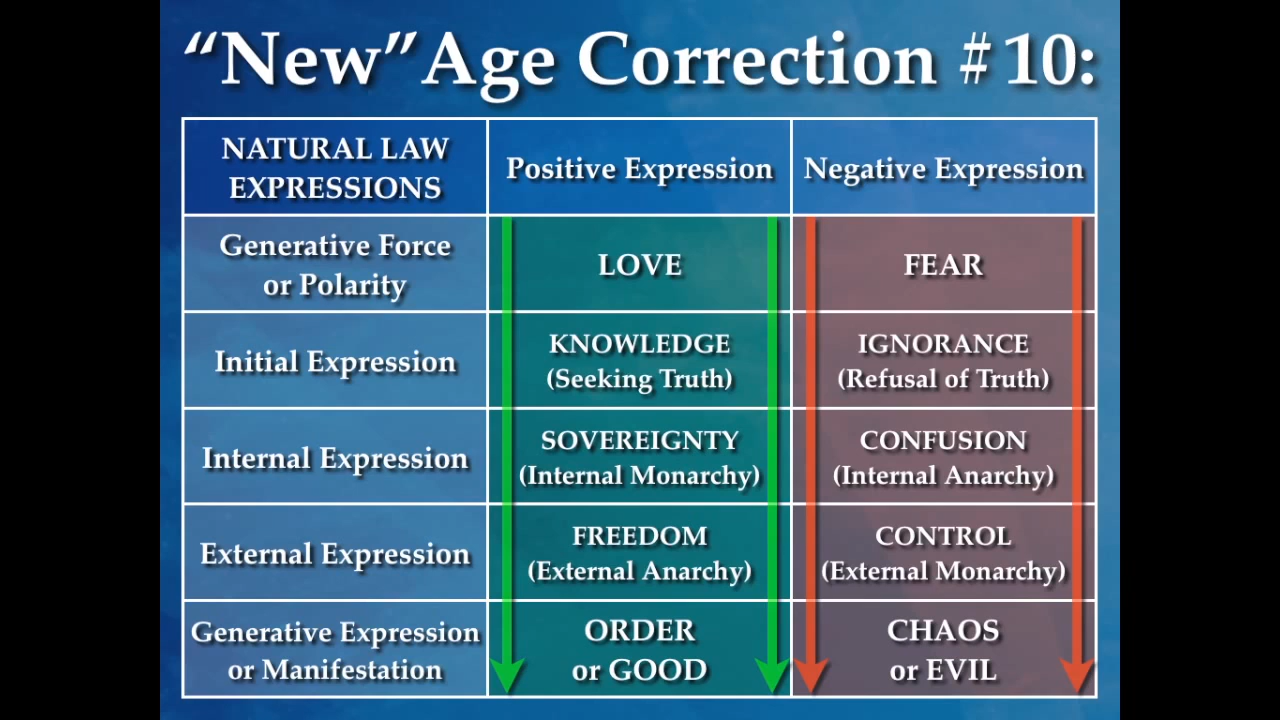 “New” Age Correction #10:
NATURAL LAW
EXPRESSIONS
Positive Expression
Negative Expression
Generative Force
or Polarity
LOVE
FEAR
Initial Expression
KNOWLEDGE
(Seeking Truth)
IGNORANCE
(Refusal of Truth)
Internal Expression
SOVEREIGNTY
(Internal Monarchy)
CONFUSION
(Internal Anarchy)
External Expression
FREEDOM
(External Anarchy)
CONTROL
(External Monarchy)
Generative Expression
or Manifestation
ORDER
or GOOD
CHAOS
or EVIL